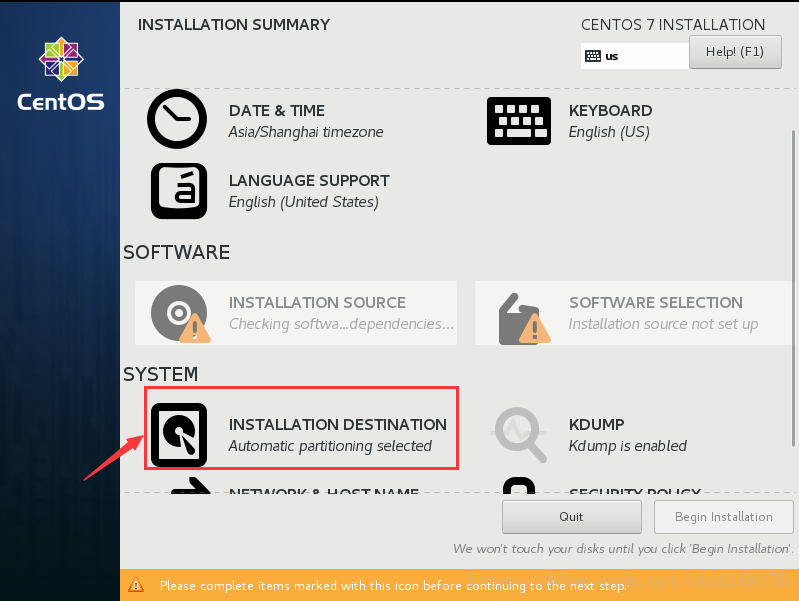 INSTALLATION SUMMARY
CENTOS 7 INSTALLATION
us
Help! (F1)
CentOS
DATE & TIME
Asia/Shanghai timezone
KEYBOARD
English (US)
LANGUAGE SUPPORT
English (United States)
SOFTWARE
INSTALLATION SOURCE
Checking softwa...dependencies...
SOFTWARE SELECTION
Installation source not set up
SYSTEM
INSTALLATION DESTINATION
Automatic partitioning selected
KDUMP
Kdump is enabled
NETWORK & HOST NAME
SECURITY POLICY
Quit
Begin Installation
We won't touch your disks until you click 'Begin Installation'.
Please complete items marked with this icon before continuing to the next step.